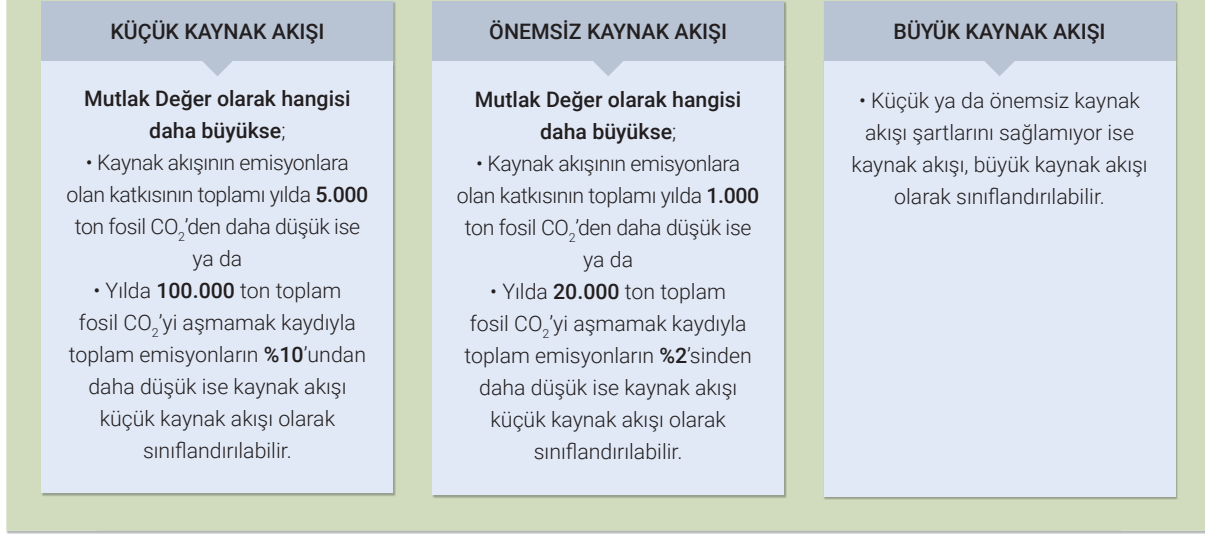 KÜÇÜK KAYNAK AKIŞI
Mutlak Değer olarak hangisi
daha büyükse;
• Kaynak akışının emisyonlara
olan katkısının toplamı yılda 5.000
ton fosil CO₂'den daha düşük ise
ya da
• Yılda 100.000 ton toplam
fosil CO₂'yi aşmamak kaydıyla
toplam emisyonların %10'undan
daha düşük ise kaynak akışı
küçük kaynak akışı olarak
sınıflandırılabilir.
ÖNEMSİZ KAYNAK AKIŞI
Mutlak Değer olarak hangisi
daha büyükse;
• Kaynak akışının emisyonlara
olan katkısının toplamı yılda 1.000
ton fosil CO₂'den daha düşük ise
ya da
• Yılda 20.000 ton toplam
fosil CO₂'yi aşmamak kaydıyla
toplam emisyonların %2'sinden
daha düşük ise kaynak akışı
küçük kaynak akışı olarak
sınıflandırılabilir.
BÜYÜK KAYNAK AKIŞI
• Küçük ya da önemsiz kaynak
akışı şartlarını sağlamıyor ise
kaynak akışı, büyük kaynak akışı
olarak sınıflandırılabilir.